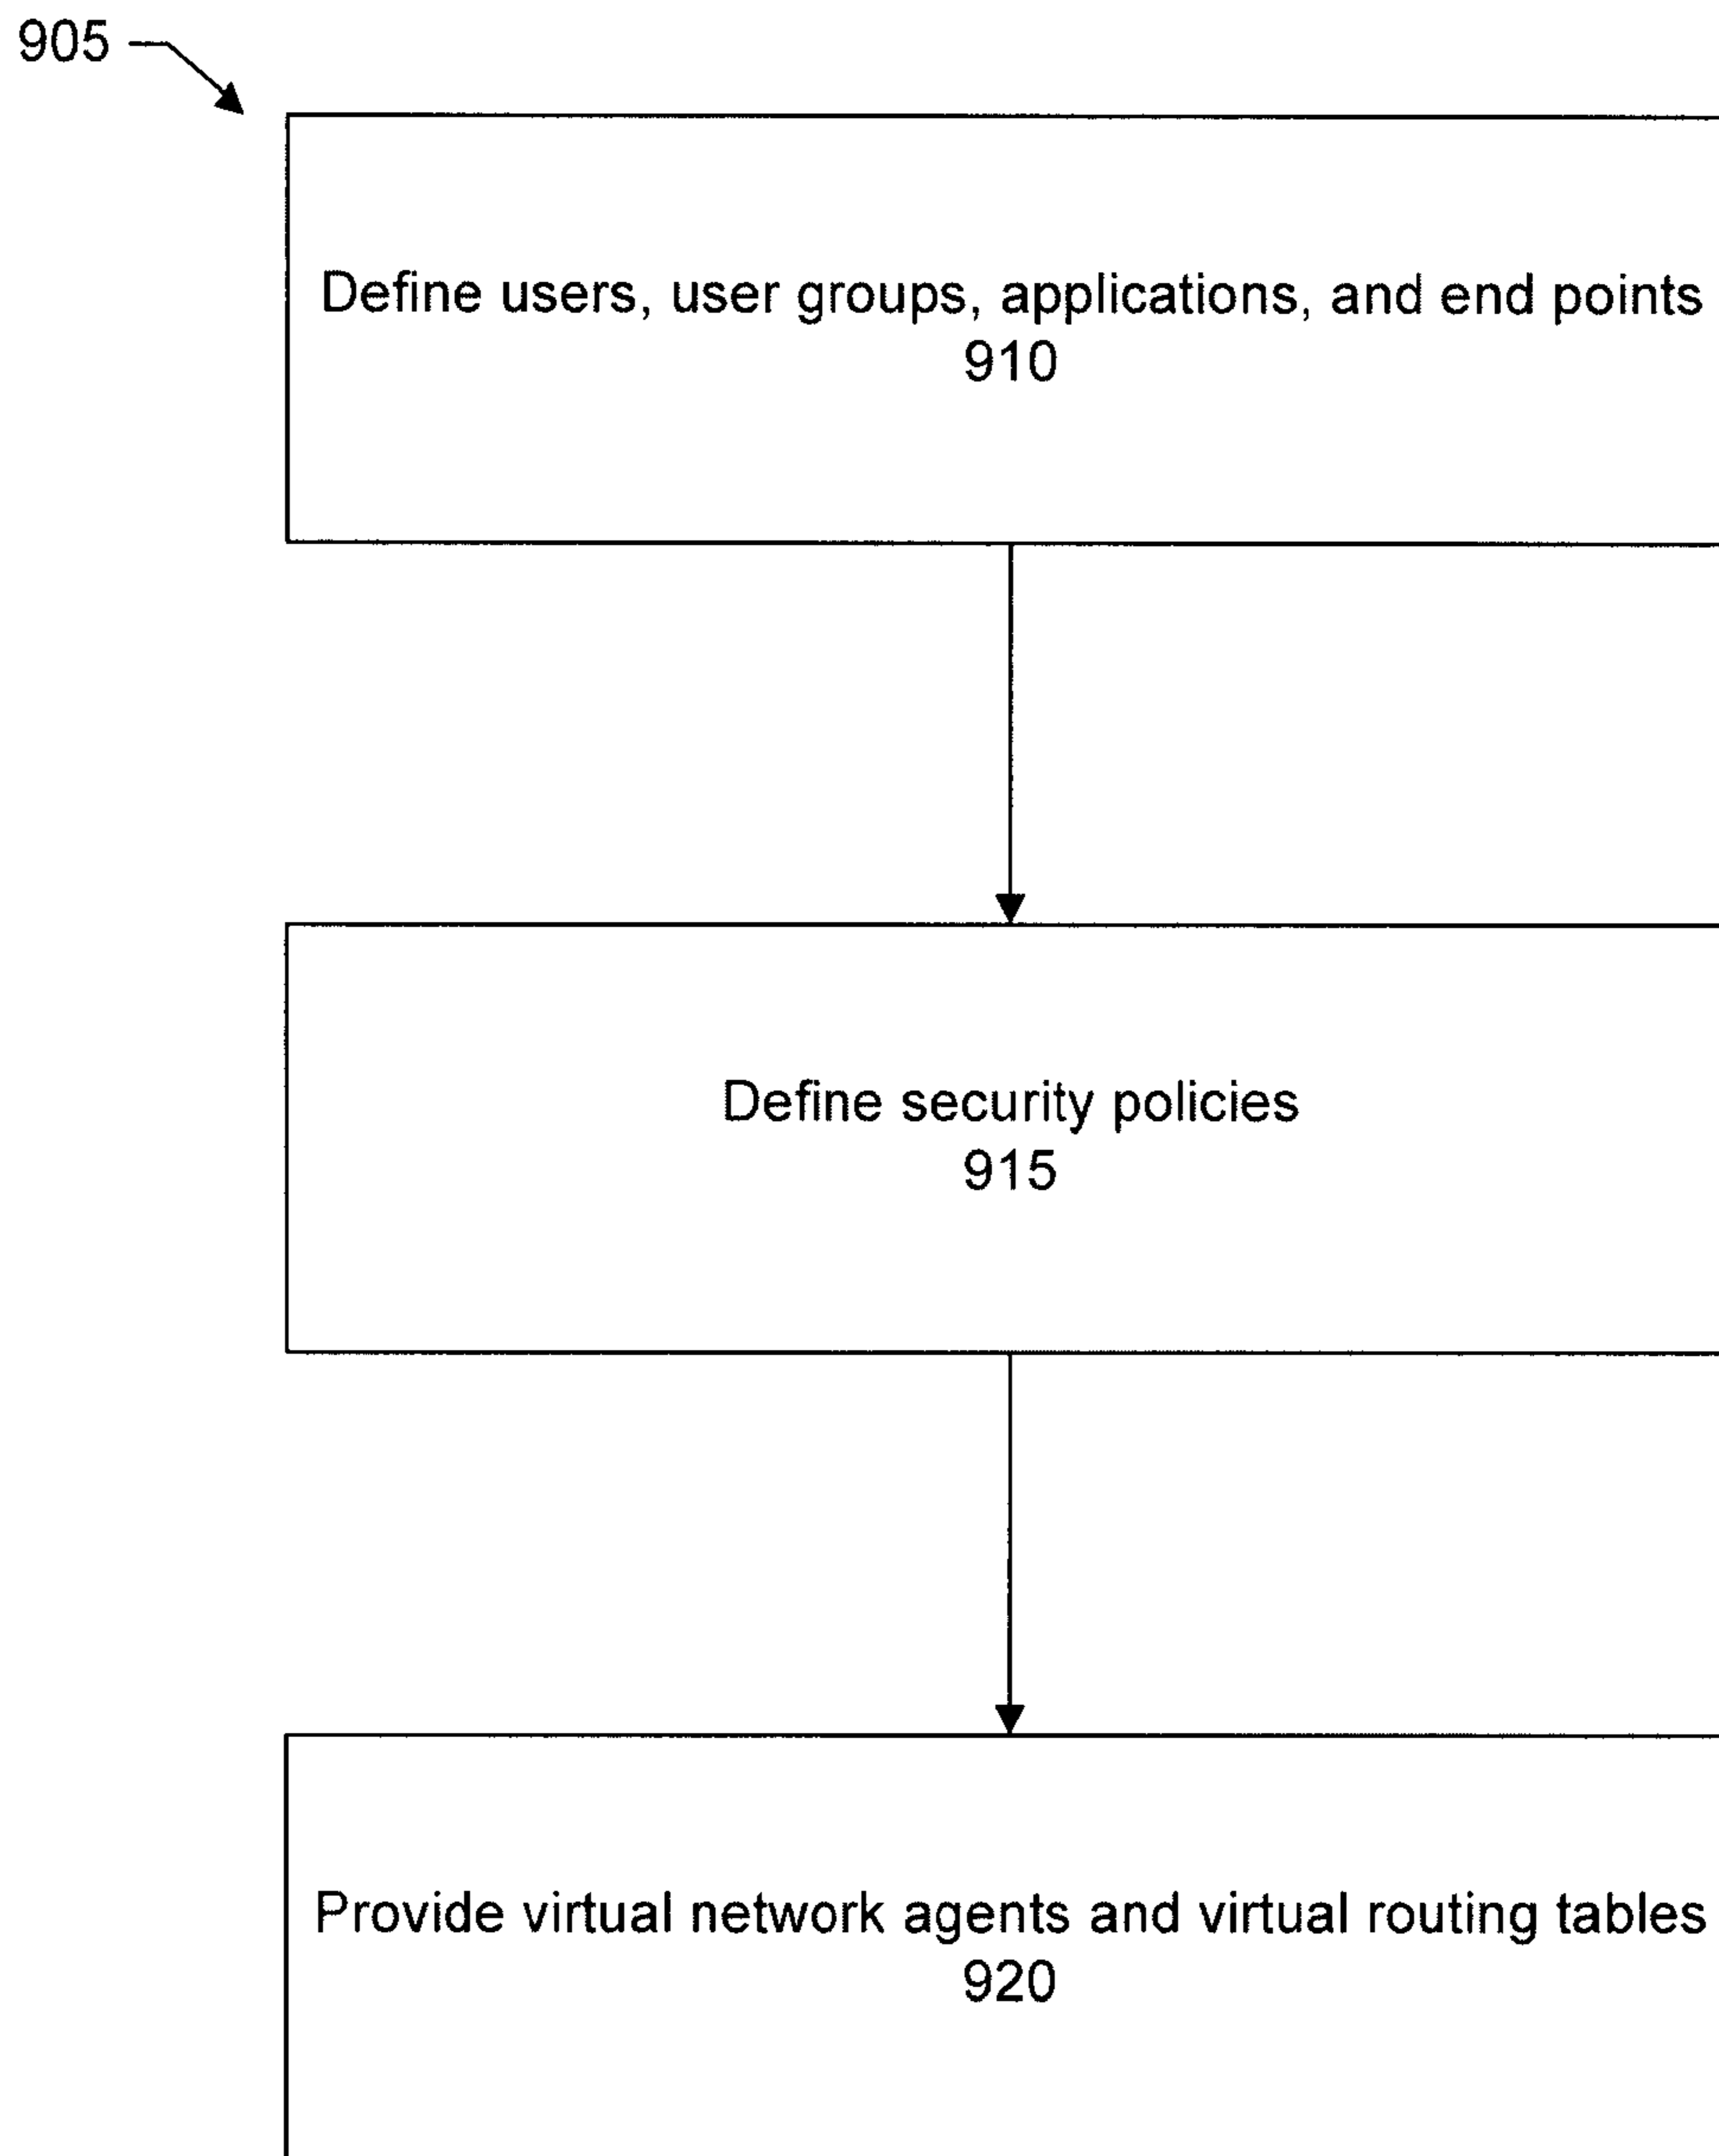 905
Define users, user groups, applications, and end points
910
Define security policies
915
Provide virtual network agents and virtual routing tables
920